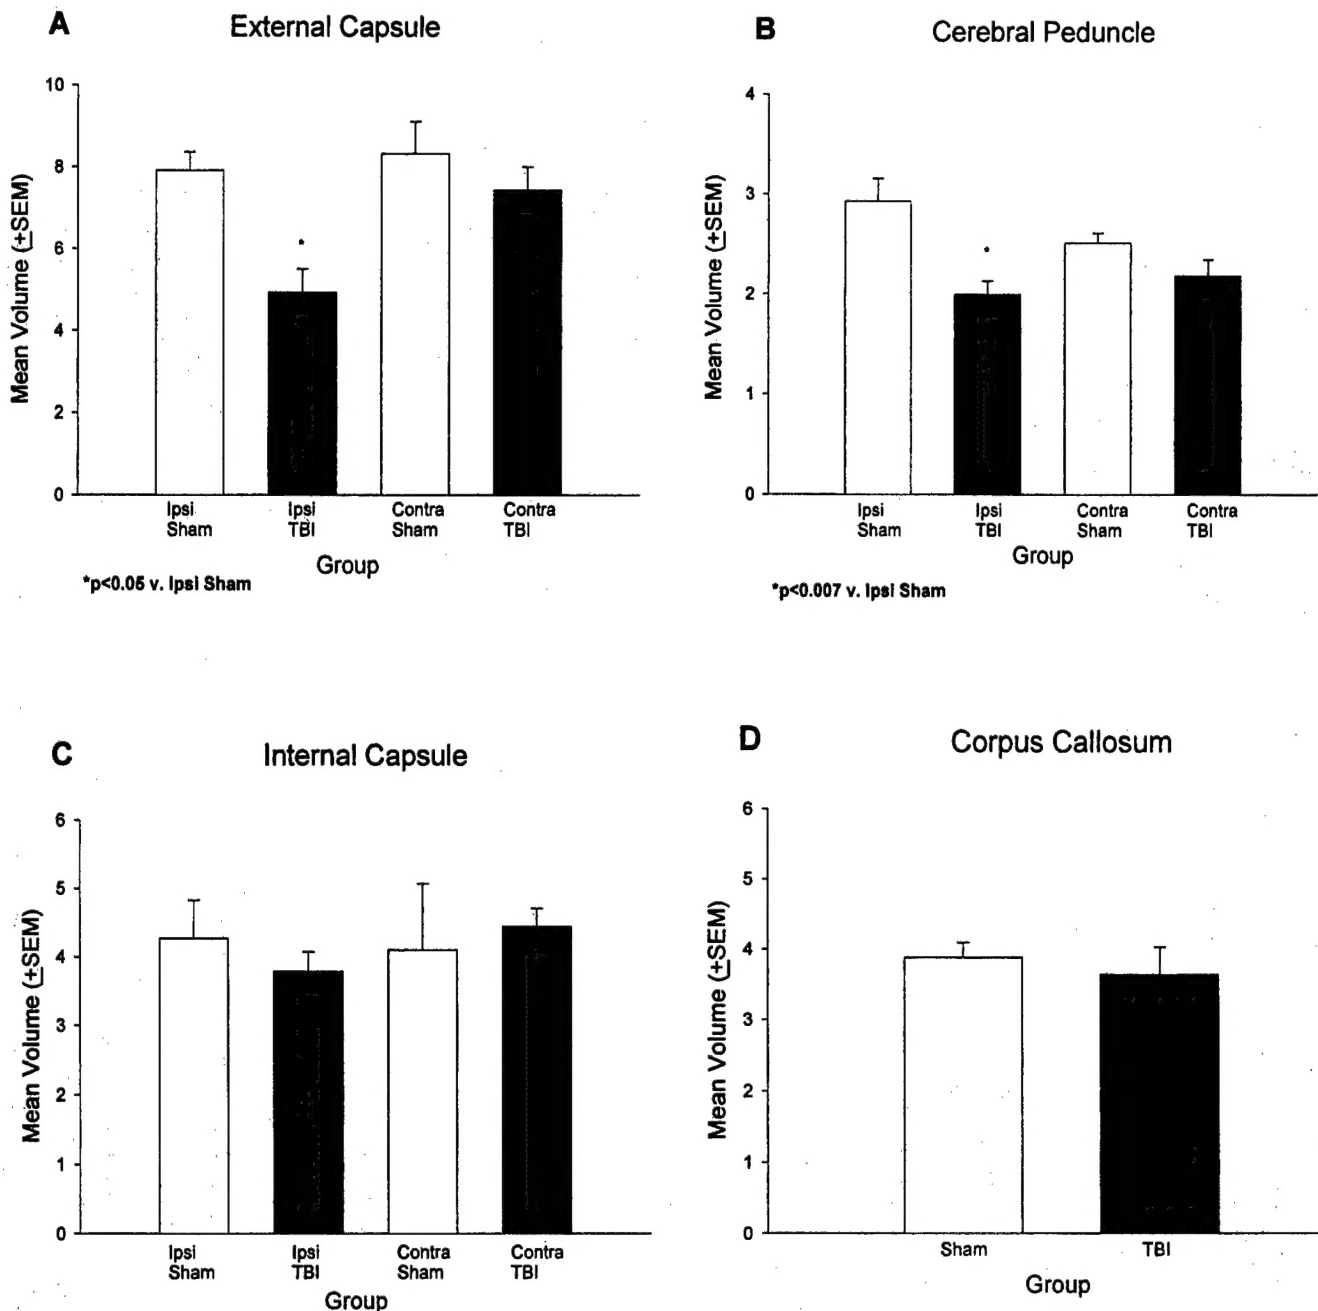 A
External Capsule
10
8
6
4
2
0
Mean Volume (±SEM)
*
Ipsi
Sham
Ipsi
TBI
Contra
Sham
Contra
TBI
Group
*p<0.05 v. Ipsi Sham
B
Cerebral Peduncle
4
3
2
1
0
Mean Volume (±SEM)
*
Ipsi
Sham
Ipsi
TBI
Contra
Sham
Contra
TBI
Group
*p<0.007 v. Ipsi Sham
C
Internal Capsule
6
5
4
3
2
1
0
Mean Volume (±SEM)
Ipsi
Sham
Ipsi
TBI
Contra
Sham
Contra
TBI
Group
D
Corpus Callosum
6
5
4
3
2
1
0
Mean Volume (±SEM)
Sham
TBI
Group